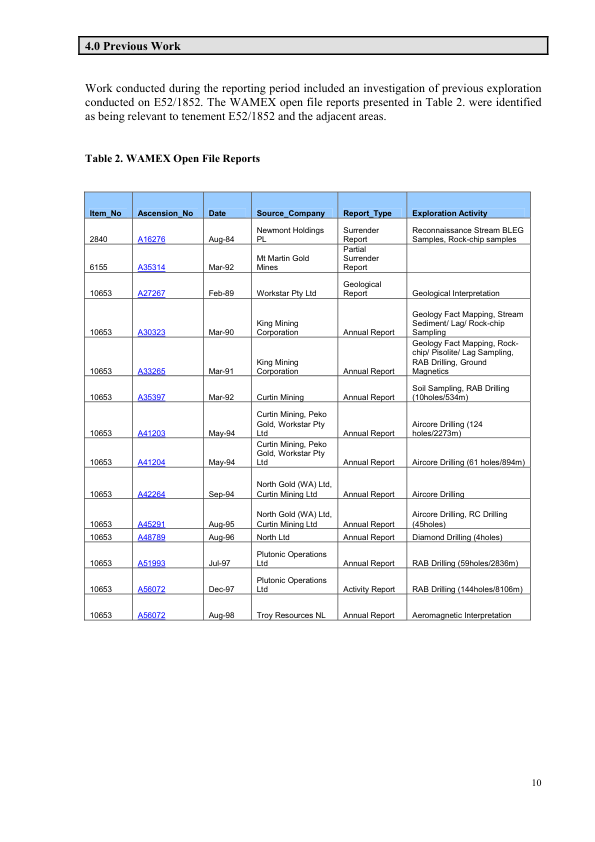 4.0 Previous Work
Work conducted during the reporting period included an investigation of previous exploration
conducted on E52/1852. The WAMEX open file reports presented in Table 2. were identified
as being relevant to tenement E52/1852 and the adjacent areas.
Table 2. WAMEX Open File Reports
Item_No Ascension_No Date Source_Company Report_Type Exploration Activity
Newmont Holdings Surrender Reconnaissance Stream BLEG
2840 A16276 Aug-84 PL Report Samples, Rock-chip samples
Partial
Mt Martin Gold Surrender
6155 A35314 Mar-92 Mines Report
Geological
10653 A27267 Feb-89 Workstar Pty Ltd Report Geological Interpretation
Geology Fact Mapping, Stream
King Mining Sediment/ Lag/ Rock-chip
10653 A30323 Mar-90 Corporation Annual Report Sampling
Geology Fact Mapping, Rock-
chip/ Pisolite/ Lag Sampling,
King Mining RAB Drilling, Ground
10653 A33265 Mar-91 Corporation Annual Report Magnetics
Soil Sampling, RAB Drilling
10653 A35397 Mar-92 Curtin Mining Annual Report (10holes/534m)
Curtin Mining, Peko
Gold, Workstar Pty Aircore Drilling (124
10653 A41203 May-94 Ltd Annual Report holes/2273m)
Curtin Mining, Peko
Gold, Workstar Pty
10653 A41204 May-94 Ltd Annual Report Aircore Drilling (61 holes/894m)
North Gold (WA) Ltd,
10653 A42264 Sep-94 Curtin Mining Ltd Annual Report Aircore Drilling
North Gold (WA) Ltd, Aircore Drilling, RC Drilling
10653 A45291 Aug-95 Curtin Mining Ltd Annual Report (45holes)
10653 A48789 Aug-96 North Ltd Annual Report Diamond Drilling (4holes)
Plutonic Operations
10653 A51993 Jul-97 Ltd Annual Report RAB Drilling (59holes/2836m)
Plutonic Operations
10653 A56072 Dec-97 Ltd Activity Report RAB Drilling (144holes/8106m)
10653 A56072 Aug-98 Troy Resources NL Annual Report Aeromagnetic Interpretation
10